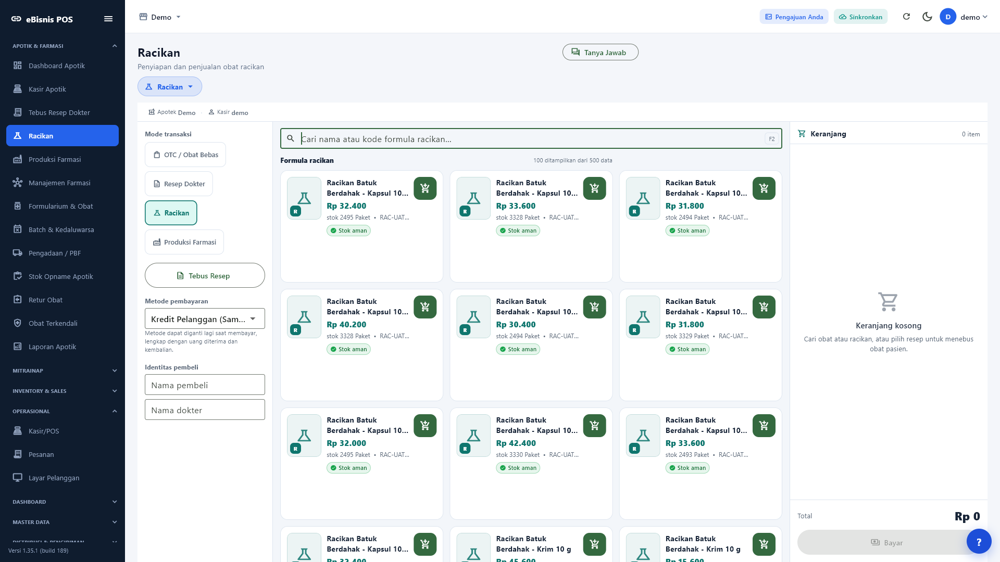 eBisnis POS
Demo
Pengajuan Anda
Sinkronkan
D
demo
APOTIK & FARMASI
Dashboard Apotik
Kasir Apotik
Tebus Resep Dokter
Racikan
Produksi Farmasi
Manajemen Farmasi
Formularium & Obat
Batch & Kedaluwarsa
Pengadaan / PBF
Stok Opname Apotik
Retur Obat
Obat Terkendali
Laporan Apotik
MITRAINAP
INVENTORY & SALES
OPERASIONAL
Kasir/POS
Pesanan
Layar Pelanggan
DASHBOARD
MASTER DATA
DISTRIBUSI & PENGIRIMAN
Versi 1.35.1 (build 189)
Racikan
Tanya Jawab
Penyiapan dan penjualan obat racikan
Racikan
Apotek Demo · Kasir demo
Mode transaksi
OTC / Obat Bebas
Resep Dokter
Racikan
Produksi Farmasi
Tebus Resep
Metode pembayaran
Kredit Pelanggan (Sam...
Metode dapat diganti lagi saat membayar,
lengkap dengan uang diterima dan
kembalian.
Identitas pembeli
Nama pembeli
Nama dokter
Cari nama atau kode formula racikan...
F2
Formula racikan
100 ditampilkan dari 500 data
Racikan Batuk
Berdahak - Kapsul 10...
Rp 32.400
R
stok 2495 Paket • RAC-UAT...
Stok aman
Racikan Batuk
Berdahak - Kapsul 10...
Rp 33.600
R
stok 3328 Paket • RAC-UAT...
Stok aman
Racikan Batuk
Berdahak - Kapsul 10...
Rp 31.800
R
stok 2494 Paket • RAC-UAT...
Stok aman
Racikan Batuk
Berdahak - Kapsul 10...
Rp 40.200
R
stok 3328 Paket • RAC-UAT...
Stok aman
Racikan Batuk
Berdahak - Kapsul 10...
Rp 30.400
R
stok 2494 Paket • RAC-UAT...
Stok aman
Racikan Batuk
Berdahak - Kapsul 10...
Rp 31.800
R
stok 3329 Paket • RAC-UAT...
Stok aman
Racikan Batuk
Berdahak - Kapsul 10...
Rp 32.000
R
stok 2495 Paket • RAC-UAT...
Stok aman
Racikan Batuk
Berdahak - Kapsul 10...
Rp 42.400
R
stok 3330 Paket • RAC-UAT...
Stok aman
Racikan Batuk
Berdahak - Kapsul 10...
Rp 33.600
R
stok 2493 Paket • RAC-UAT...
Stok aman
Racikan Batuk
Berdahak - Kapsul 10...
Rp 32.400
Racikan Batuk
Berdahak - Krim 10 g
Rp 45.600
Racikan Batuk
Berdahak - Krim 10 g
Rp 15.600
Keranjang
0 item
Keranjang kosong
Cari obat atau racikan, atau pilih resep untuk menebus
obat pasien.
Total
Rp 0
Bayar
?